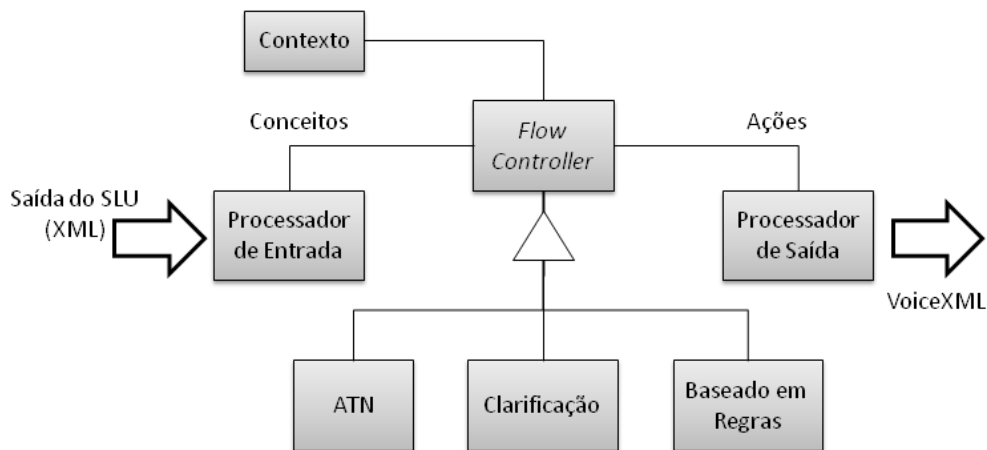 Contexto
Conceitos
Flow
Controller
Ações
Saída do SLU
(XML)
Processador
de Entrada
Processador
de Saída
VoiceXML
ATN
Clarificação
Baseado em
Regras